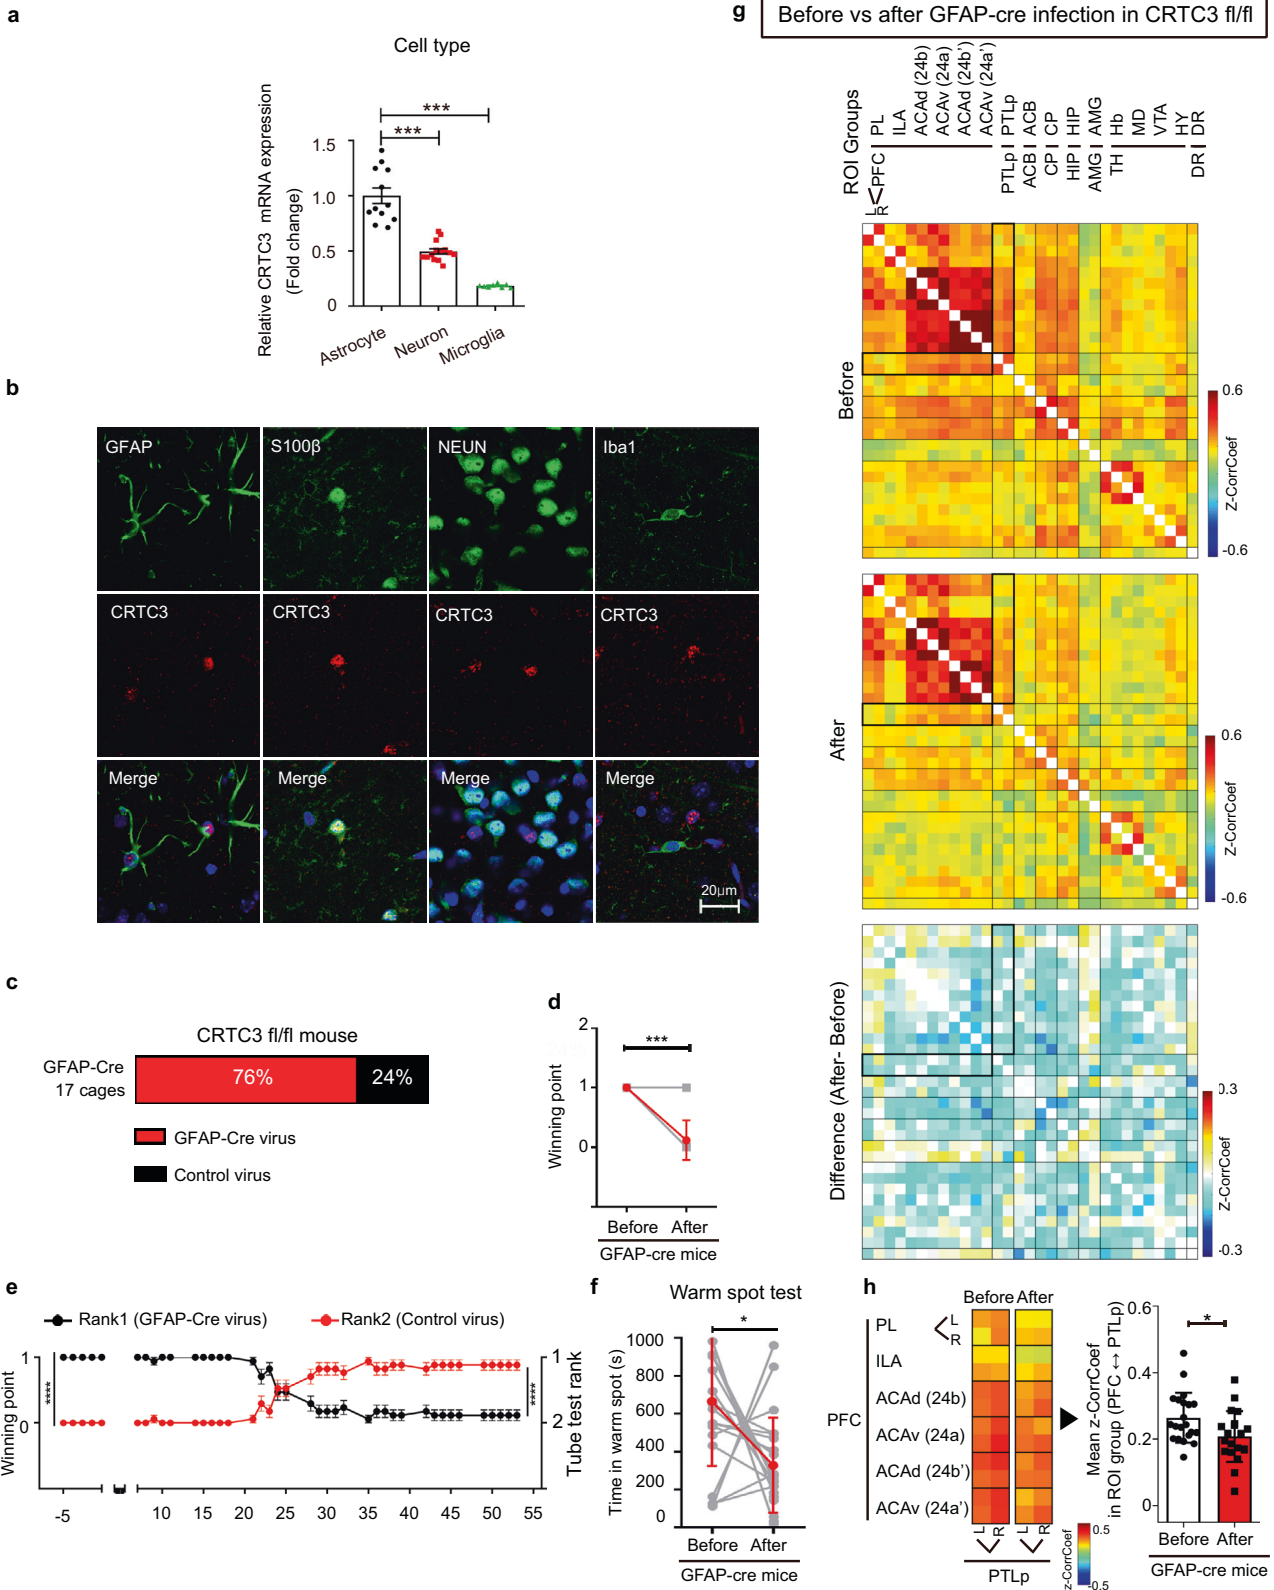 a
Cell type
***
***
Relative CRTC3 mRNA expression
(Fold change)
1.5
1.0
0.5
0
Astrocyte
Neuron
Microglia
b
GFAP
S100β
NEUN
Iba1
CRTC3
CRTC3
CRTC3
CRTC3
Merge
Merge
Merge
Merge
20μm
c
CRTC3 fl/fl mouse
GFAP-Cre
17 cages
76%
24%
GFAP-Cre virus
Control virus
d
Winning point
2
1
0
***
Before
After
GFAP-cre mice
e
Rank1 (GFAP-Cre virus)
Rank2 (Control virus)
Winning point
1
0
****
****
1
2
Tube test rank
-5
10
15
20
25
30
35
40
45
50
55
f
Warm spot test
*
Time in warm spot (s)
1000
800
600
400
200
0
Before
After
GFAP-cre mice
g
Before vs after GFAP-cre infection in CRTC3 fl/fl
ROI Groups
L
R
PFC
PL
ILA
ACAd (24b)
ACAv (24a)
ACAd (24b')
ACAv (24a')
PTLp
PTLp
ACB
ACB
CP
CP
HIP
HIP
AMG
AMG
TH
Hb
MD
VTA
HY
DR
DR
Before
0.6
Z-CorrCoef
-0.6
After
0.6
Z-CorrCoef
-0.6
Difference (After- Before)
0.3
Z-CorrCoef
-0.3
h
Before
After
PFC
PL
L
R
ILA
ACAd (24b)
ACAv (24a)
ACAd (24b')
ACAv (24a')
L
R
L
R
PTLp
z-CorrCoef
0.5
-0.5
Mean z-CorrCoef
in ROI group (PFC ↔ PTLp)
0.6
0.4
0.2
0
*
Before
After
GFAP-cre mice